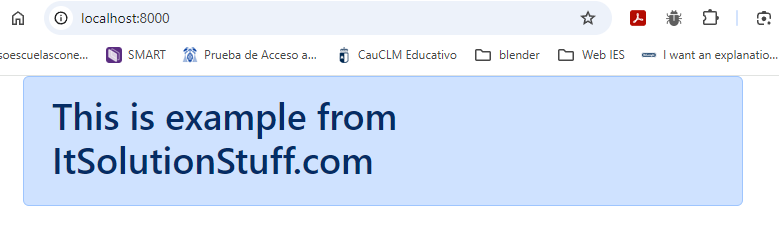 localhost:8000
soescuelascone... SMART Prueba de Acceso a... CauCLM Educativo blender Web IES I want an explanatio...
This is example from
ItSolutionStuff.com